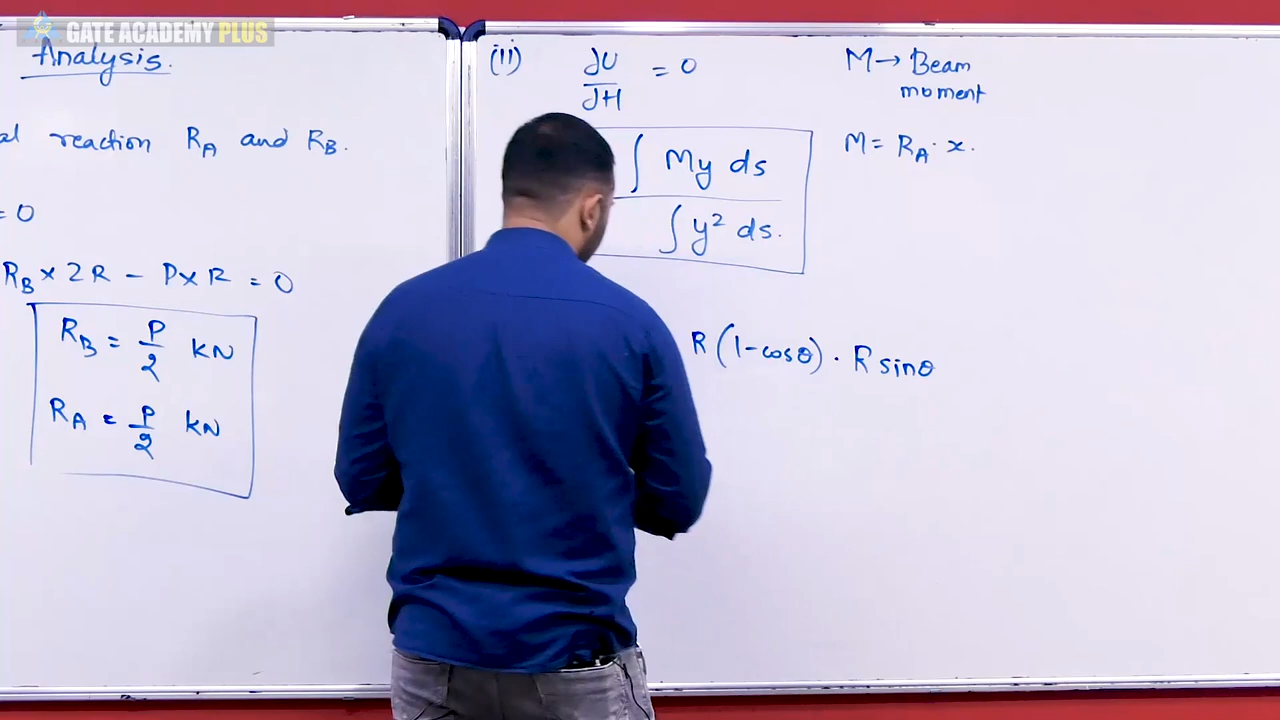 GATE ACADEMY PLUS
Analysis.
al reaction R_A and R_B.
= 0
R_B × 2R - P × R = 0
R_B = P/2 kN
R_A = P/2 kN
(ii) ∂U/∂H = 0
∫ My ds
∫ y² ds.
R(1-cosθ) · R sinθ
M → Beam
moment
M = R_A · x.